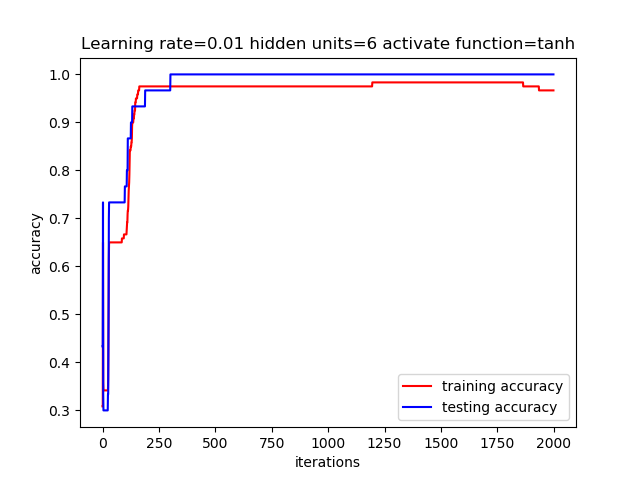 Learning rate=0.01 hidden units=6 activate function=tanh
1.0
0.9
0.8
0.7
0.6
0.5
0.4
0.3
accuracy
training accuracy
testing accuracy
0 250 500 750 1000 1250 1500 1750 2000
iterations